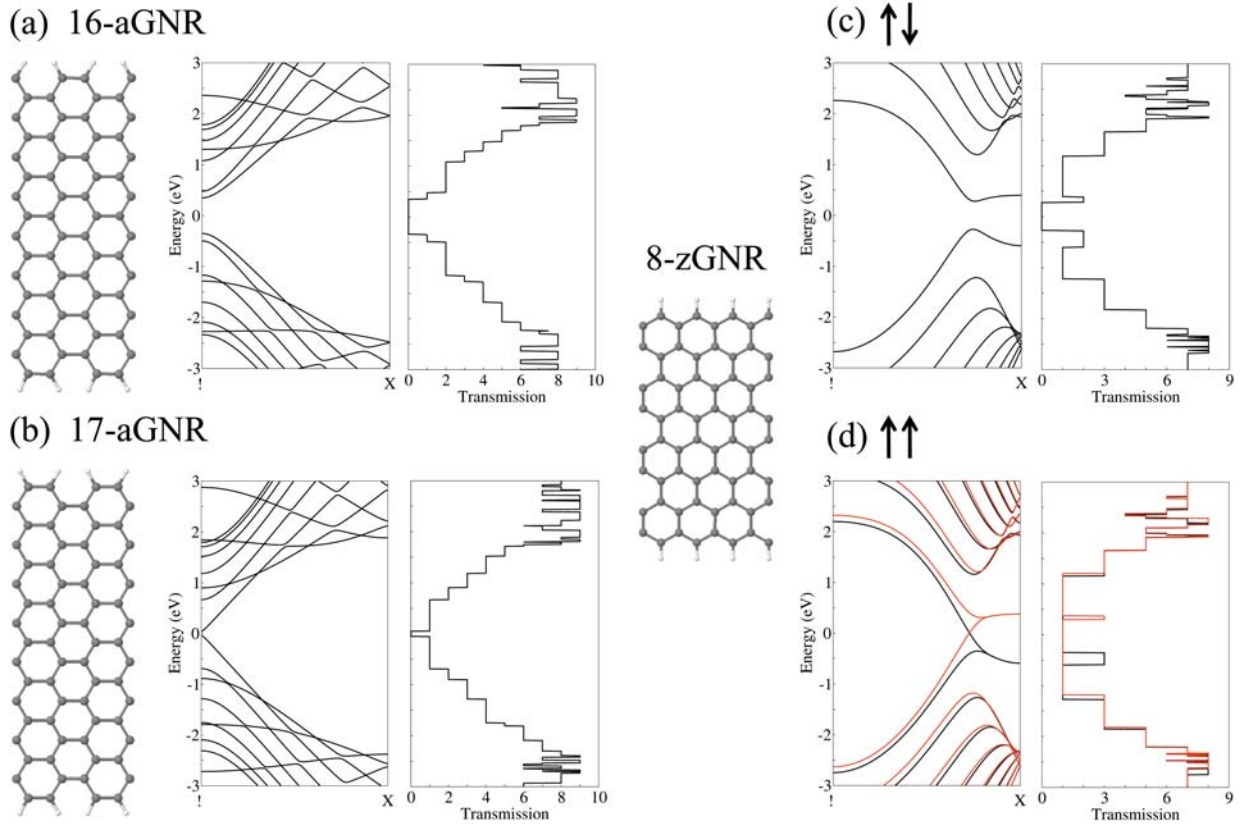 (a) 16-aGNR
3
2
1
0
-1
-2
-3
Energy (eV)
! X
0 2 4 6 8 10
Transmission
(b) 17-aGNR
3
2
1
0
-1
-2
-3
Energy (eV)
! X
0 2 4 6 8 10
Transmission
8-zGNR
(c) ↑↓
3
2
1
0
-1
-2
-3
Energy (eV)
! X
0 3 6 9
Transmission
(d) ↑↑
3
2
1
0
-1
-2
-3
Energy (eV)
! X
0 3 6 9
Transmission